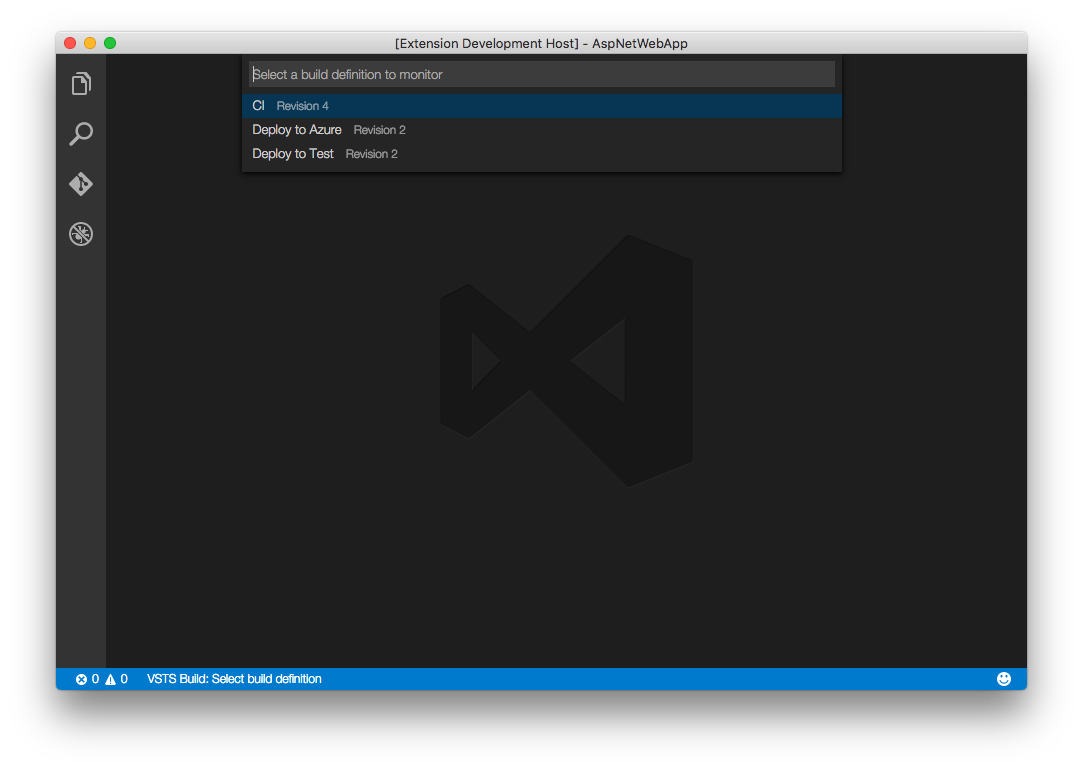 [Extension Development Host] - AspNetWebApp
Select a build definition to monitor
CI Revision 4
Deploy to Azure Revision 2
Deploy to Test Revision 2
0 0 VSTS Build: Select build definition